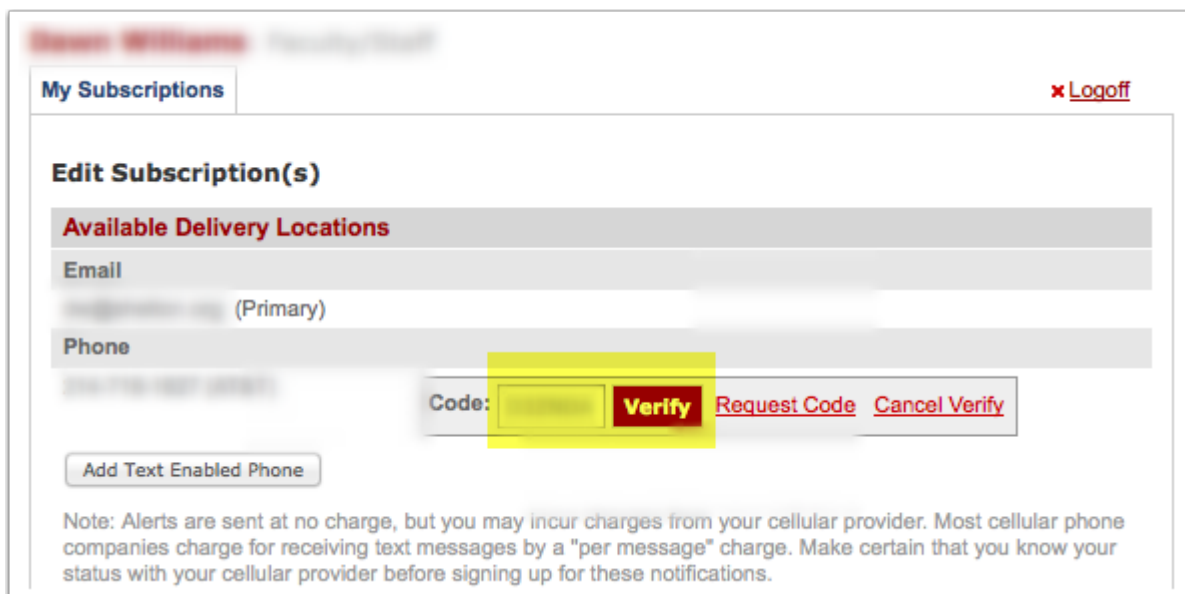 My Subscriptions
Logoff
Edit Subscription(s)
Available Delivery Locations
Email
(Primary)
Phone
Code: Verify Request Code Cancel Verify
Add Text Enabled Phone
Note: Alerts are sent at no charge, but you may incur charges from your cellular provider. Most cellular phone
companies charge for receiving text messages by a "per message" charge. Make certain that you know your
status with your cellular provider before signing up for these notifications.